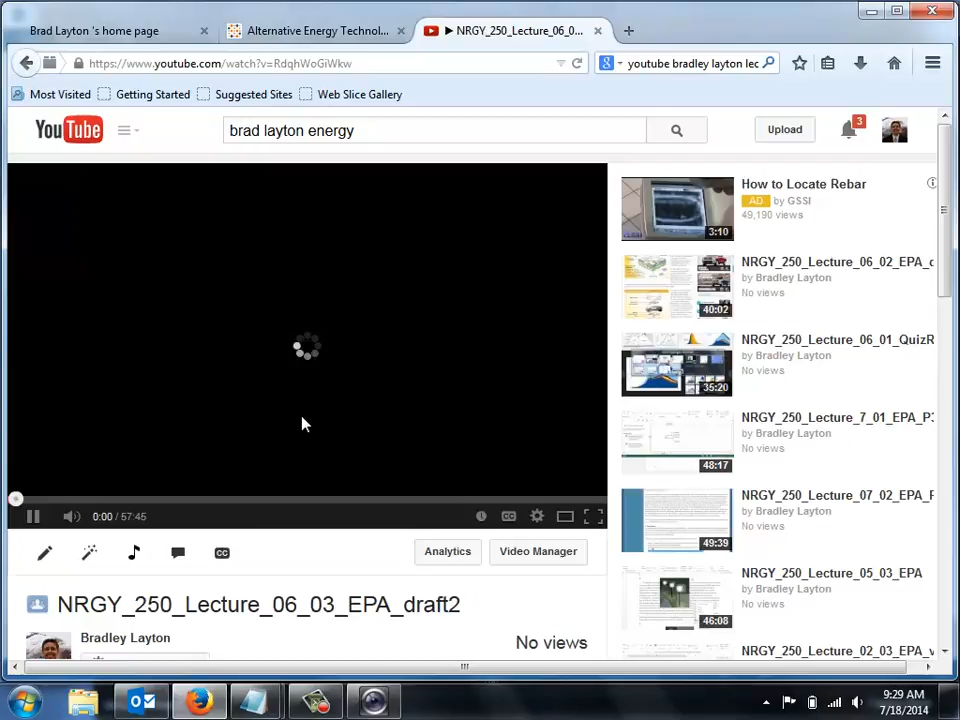 Brad Layton 's home page
Alternative Energy Technol...
▶ NRGY_250_Lecture_06_0...
https://www.youtube.com/watch?v=RdqhWoGiWkw
youtube bradley layton lec
Most Visited
Getting Started
Suggested Sites
Web Slice Gallery
YouTube
brad layton energy
Upload
3
How to Locate Rebar
AD by GSSI
49,190 views
3:10
NRGY_250_Lecture_06_02_EPA_c
by Bradley Layton
No views
40:02
NRGY_250_Lecture_06_01_QuizR
by Bradley Layton
No views
35:20
NRGY_250_Lecture_7_01_EPA_P3
by Bradley Layton
No views
48:17
NRGY_250_Lecture_07_02_EPA_F
by Bradley Layton
No views
49:39
NRGY_250_Lecture_05_03_EPA
by Bradley Layton
No views
46:08
NRGY_250_Lecture_02_03_EPA_v
0:00 / 57:45
CC
CC
Analytics
Video Manager
NRGY_250_Lecture_06_03_EPA_draft2
Bradley Layton
No views
9:29 AM
7/18/2014